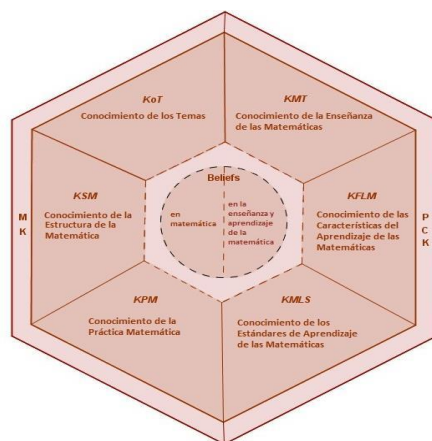 KoT
Conocimiento de los Temas
KMT
Conocimiento de la Enseñanza
de las Matemáticas
KSM
Conocimiento de la
Estructura de la
Matemática
Beliefs
en
matemática
en la
enseñanza y
aprendizaje
de la
matemática
KFLM
Conocimiento de las
Características del
Aprendizaje de las
Matemáticas
M
K
P
C
K
KPM
Conocimiento de la
Práctica Matemática
KMLS
Conocimiento de los
Estándares de Aprendizaje
de las Matemáticas